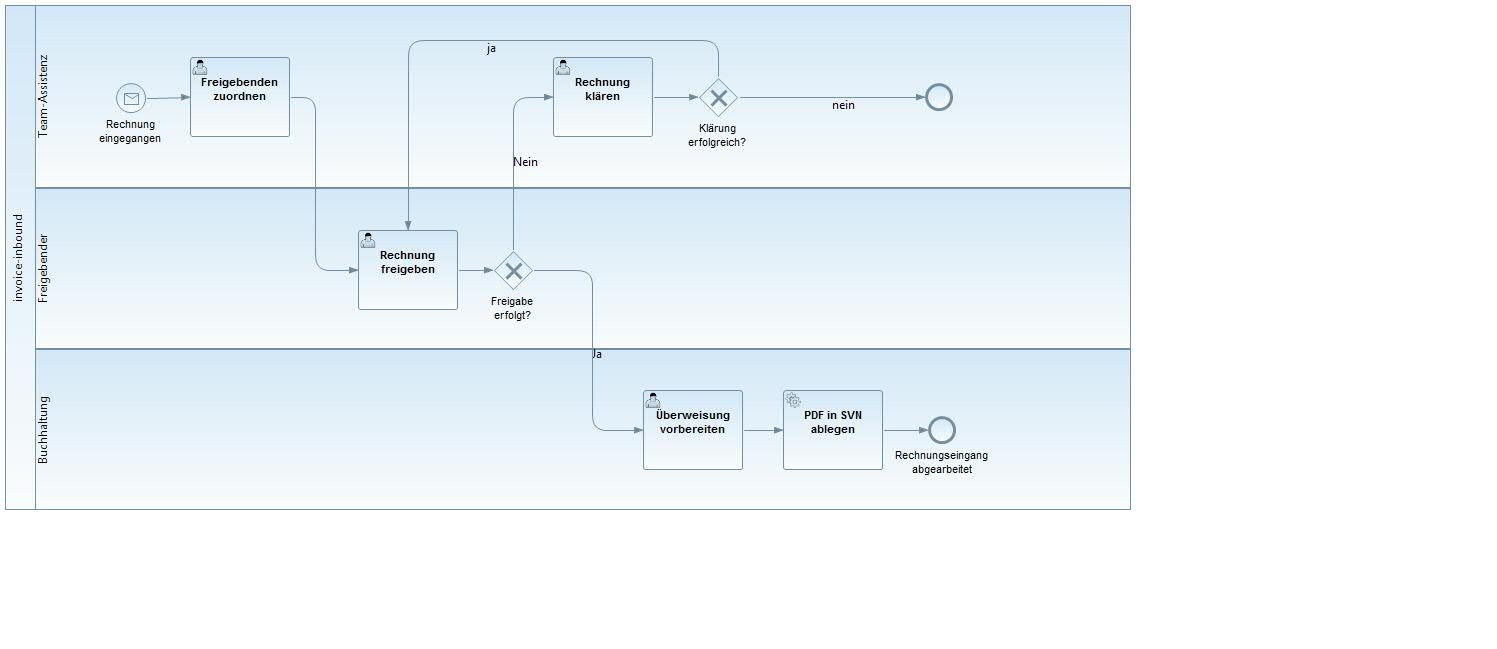 invoice-inbound
Team-Assistenz
Rechnung
eingegangen
Freigebenden
zuordnen
ja
Nein
Rechnung
klären
Klärung
erfolgreich?
nein
Freigebender
Rechnung
freigeben
Freigabe
erfolgt?
Ja
Buchhaltung
Überweisung
vorbereiten
PDF in SVN
ablegen
Rechnungseingang
abgearbeitet